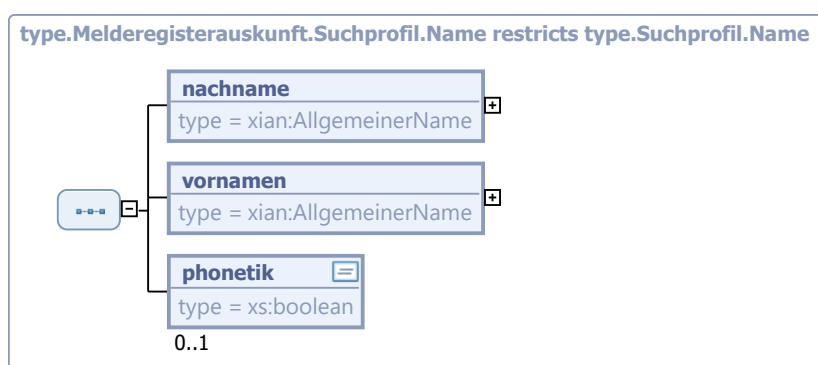 type.Melderegisterauskunft.Suchprofil.Name restricts type.Suchprofil.Name
nachname
type = xian:AllgemeinerName
vornamen
type = xian:AllgemeinerName
phonetik
type = xs:boolean
0..1